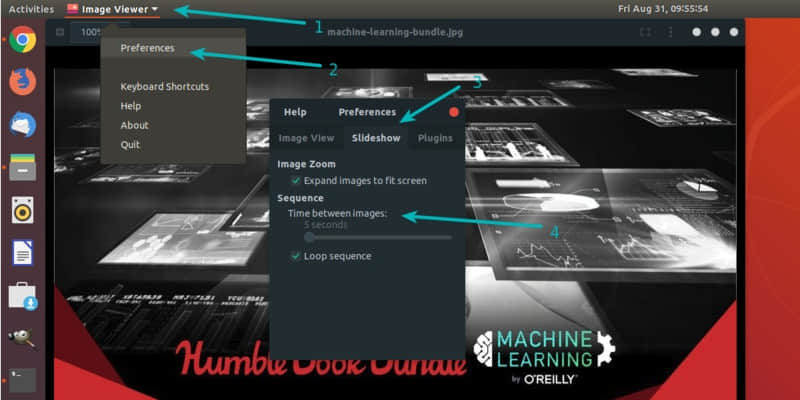 Activities
Image Viewer
Fri Aug 31, 09:55:54
1
100%
machine-learning-bundle.jpg
Preferences
2
Keyboard Shortcuts
Help
About
Quit
3
Help Preferences
Image View Slideshow Plugins
Image Zoom
Expand images to fit screen
Sequence
Time between images:
5 seconds
4
Loop sequence
Humble Book Bundle
MACHINE
LEARNING
by O'REILLY